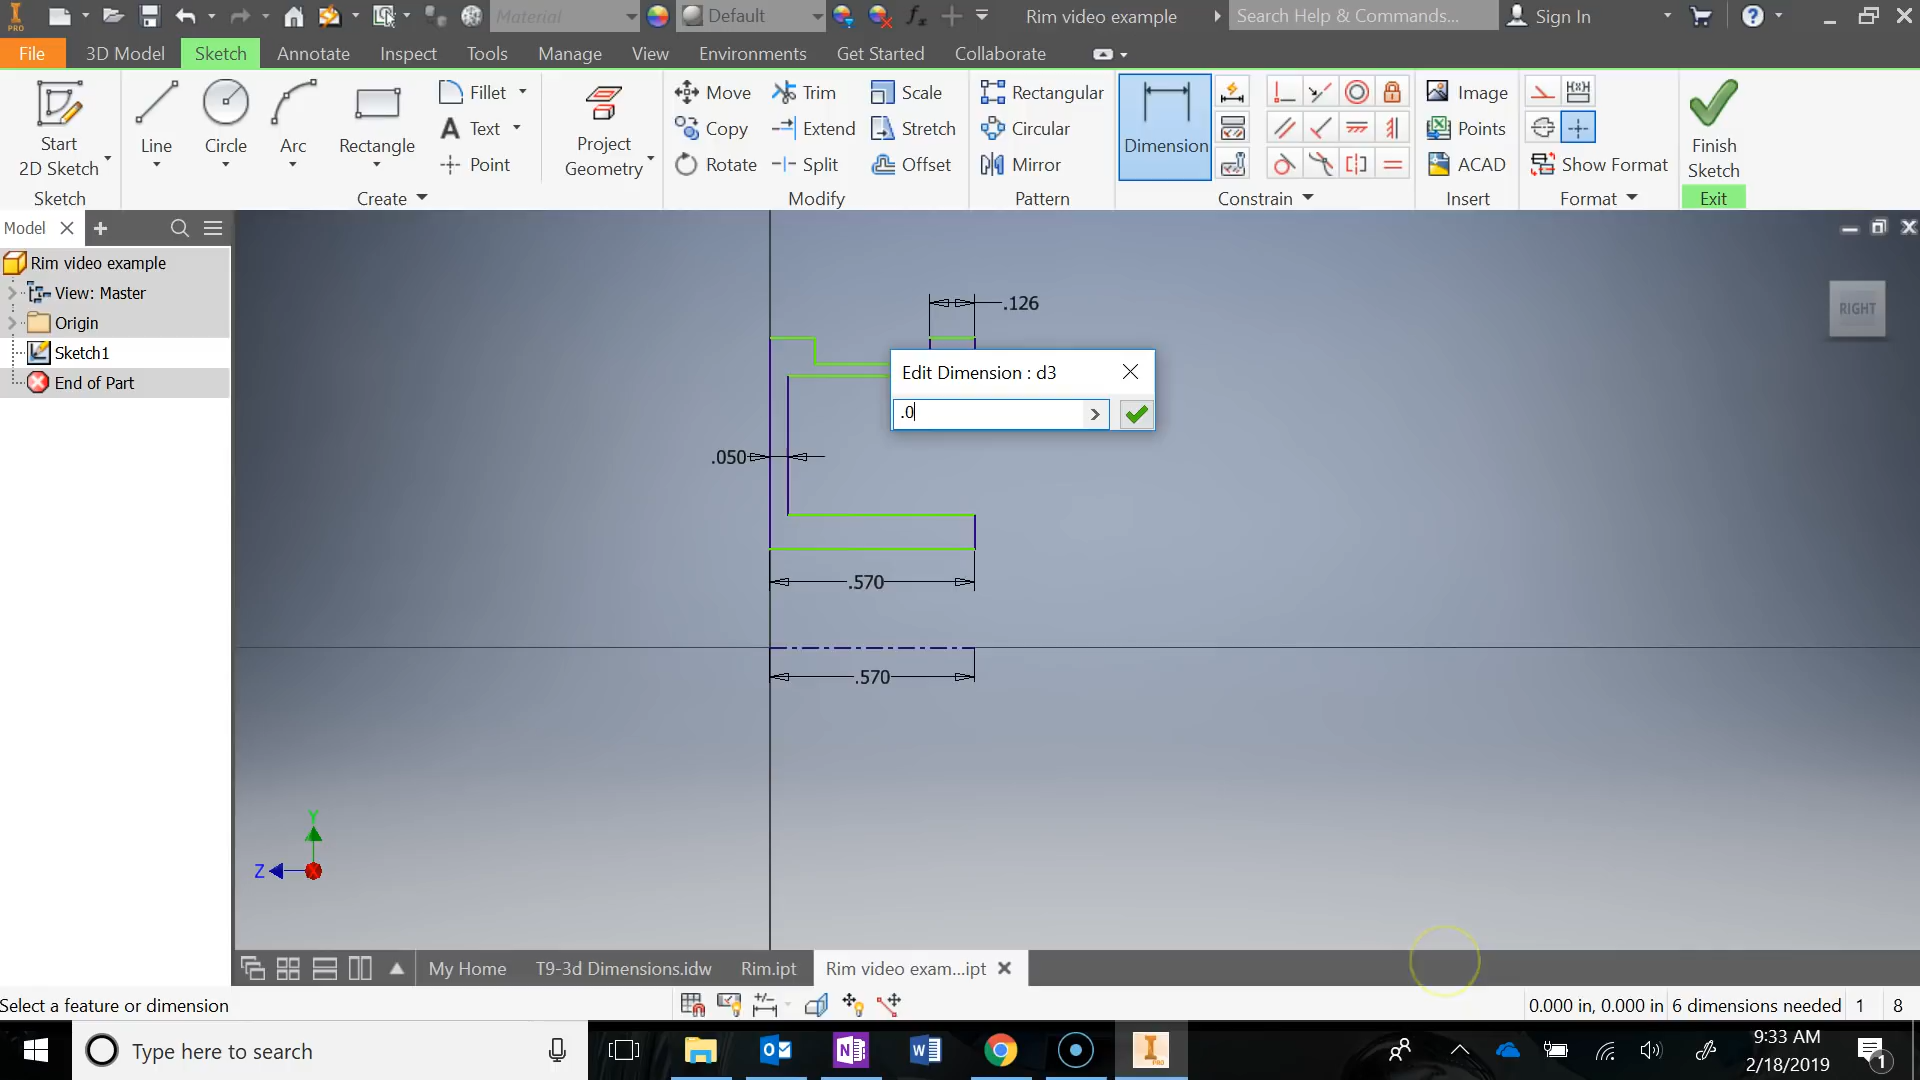 PRO
Material
Default
Rim video example
Search Help & Commands...
Sign In
File
3D Model
Sketch
Annotate
Inspect
Tools
Manage
View
Environments
Get Started
Collaborate
Start
2D Sketch
Line
Circle
Arc
Rectangle
Fillet
Text
Point
Project
Geometry
Move
Copy
Rotate
Trim
Extend
Split
Scale
Stretch
Offset
Rectangular
Circular
Mirror
Dimension
Image
Points
ACAD
Show Format
Finish
Sketch
Sketch
Create
Modify
Pattern
Constrain
Insert
Format
Exit
Model
Rim video example
View: Master
Origin
Sketch1
End of Part
RIGHT
.126
Edit Dimension : d3
.0
.050
.570
.570
Y
Z
My Home
T9-3d Dimensions.idw
Rim.ipt
Rim video exam...ipt
Select a feature or dimension
0.000 in, 0.000 in
6 dimensions needed
1
8
Type here to search
9:33 AM
2/18/2019
1